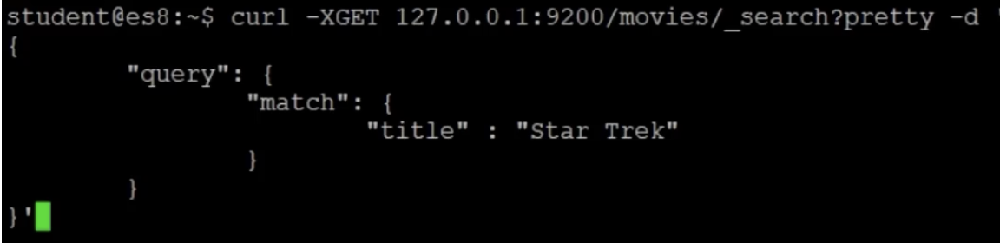 student@es8:~$ curl -XGET 127.0.0.1:9200/movies/_search?pretty -d '
{
        "query": {
                "match": {
                        "title" : "Star Trek"
                }
        }
}'